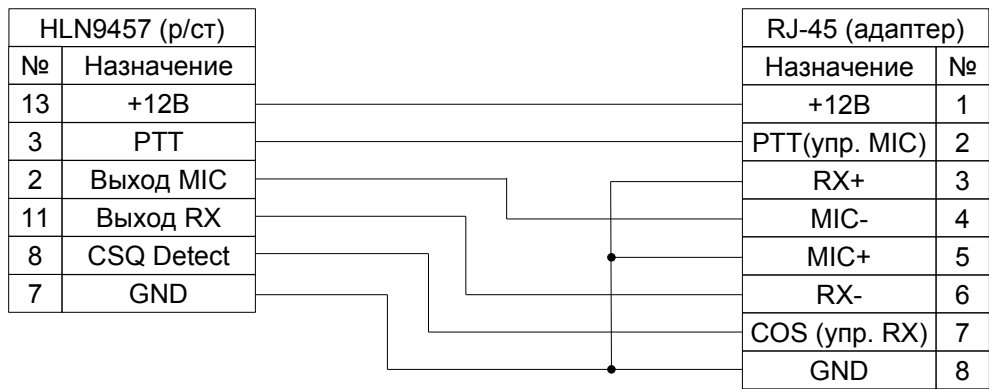 HLN9457 (р/ст)
№ Назначение
13 +12В
3 PTT
2 Выход MIC
11 Выход RX
8 CSQ Detect
7 GND
RJ-45 (адаптер)
Назначение №
+12В 1
PTT(упр. MIC) 2
RX+ 3
MIC- 4
MIC+ 5
RX- 6
COS (упр. RX) 7
GND 8